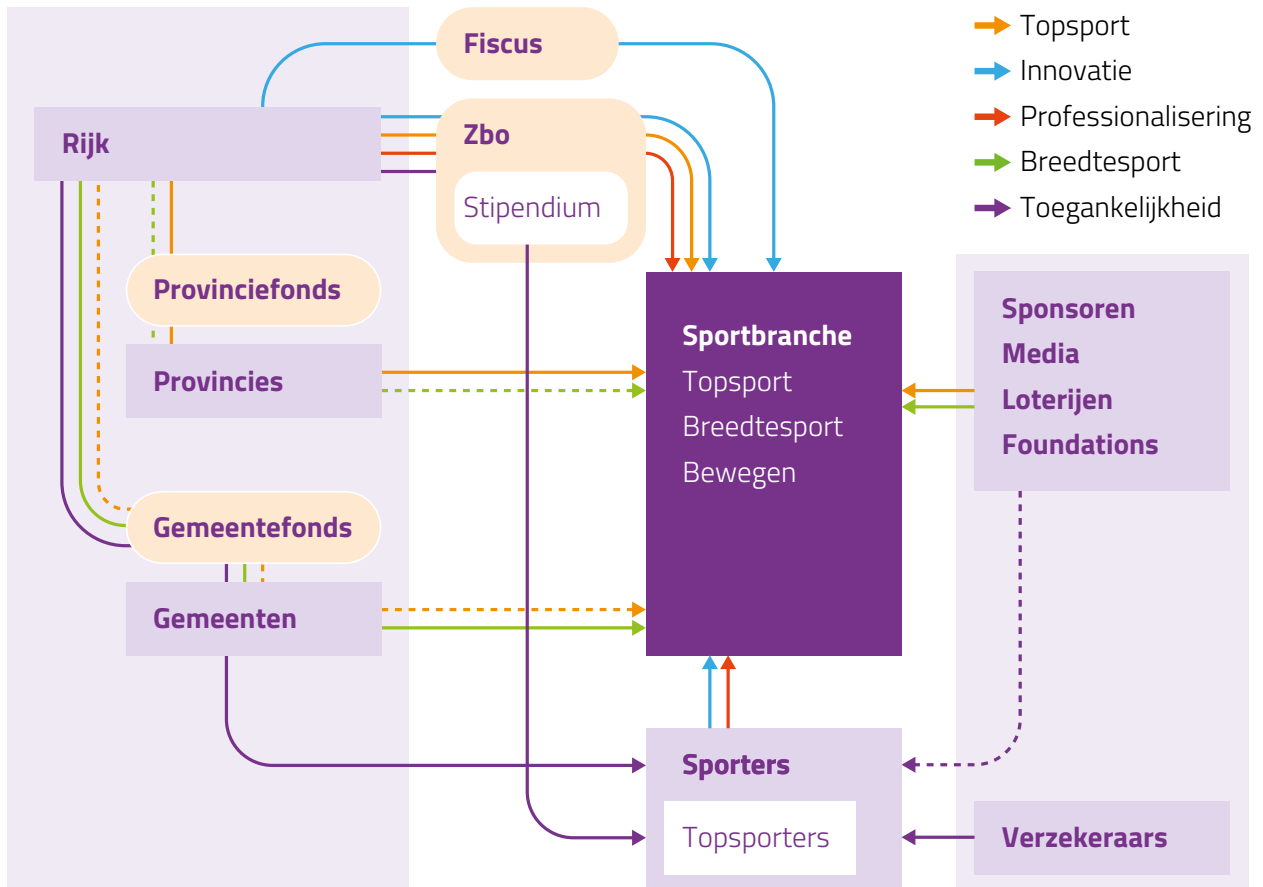 Fiscus
Topsport
Innovatie
Professionalisering
Breedtesport
Toegankelijkheid
Rijk
Zbo
Stipendium
Provinciefonds
Provincies
Gemeentefonds
Gemeenten
Sportbranche
Topsport
Breedtesport
Bewegen
Sponsoren
Media
Loterijen
Foundations
Sporters
Topsporters
Verzekeraars